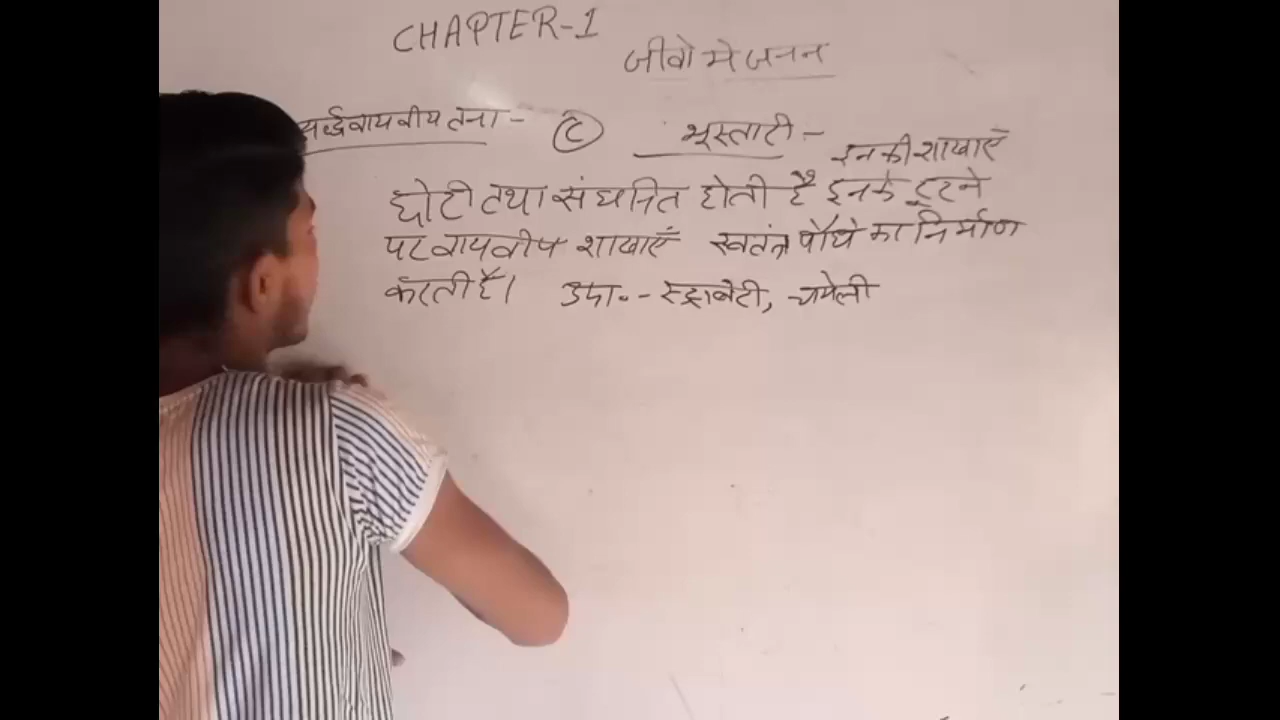 CHAPTER-1
जीवो मे जनन
अर्द्धवायवीय तना - (C) भूस्तारी -
इनकी शाखाएँ
छोटी तथा संघनित होती है इनके टूटने
पर वायवीय शाखाएँ स्वतंत्र पौधे का निर्माण
करती है। उदा॰ - स्ट्राबेरी, चमेली